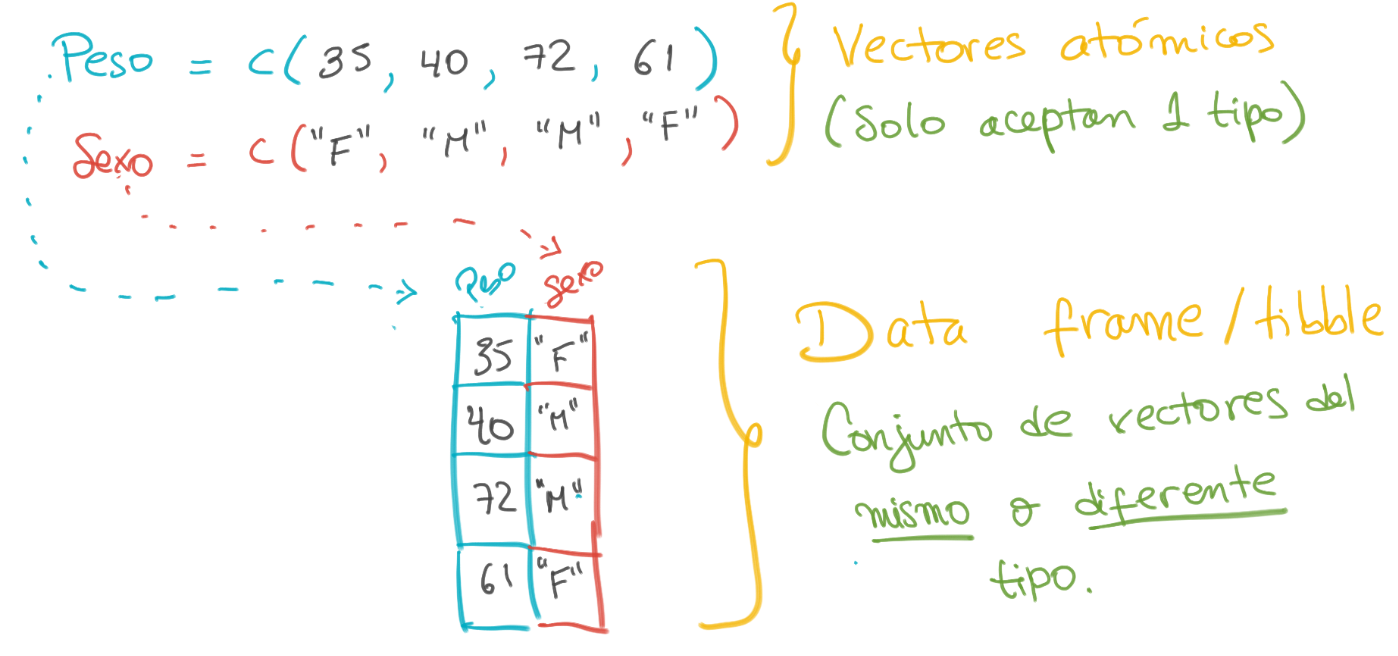 Peso = c(35, 40, 72, 61)
Sexo = c("F", "M", "M", "F")
Vectores atómicos
(Solo aceptan 1 tipo)
Peso Sexo
35 "F"
40 "M"
72 "M"
61 "F"
Data frame/tibble
Conjunto de vectores del
mismo o diferente
tipo.